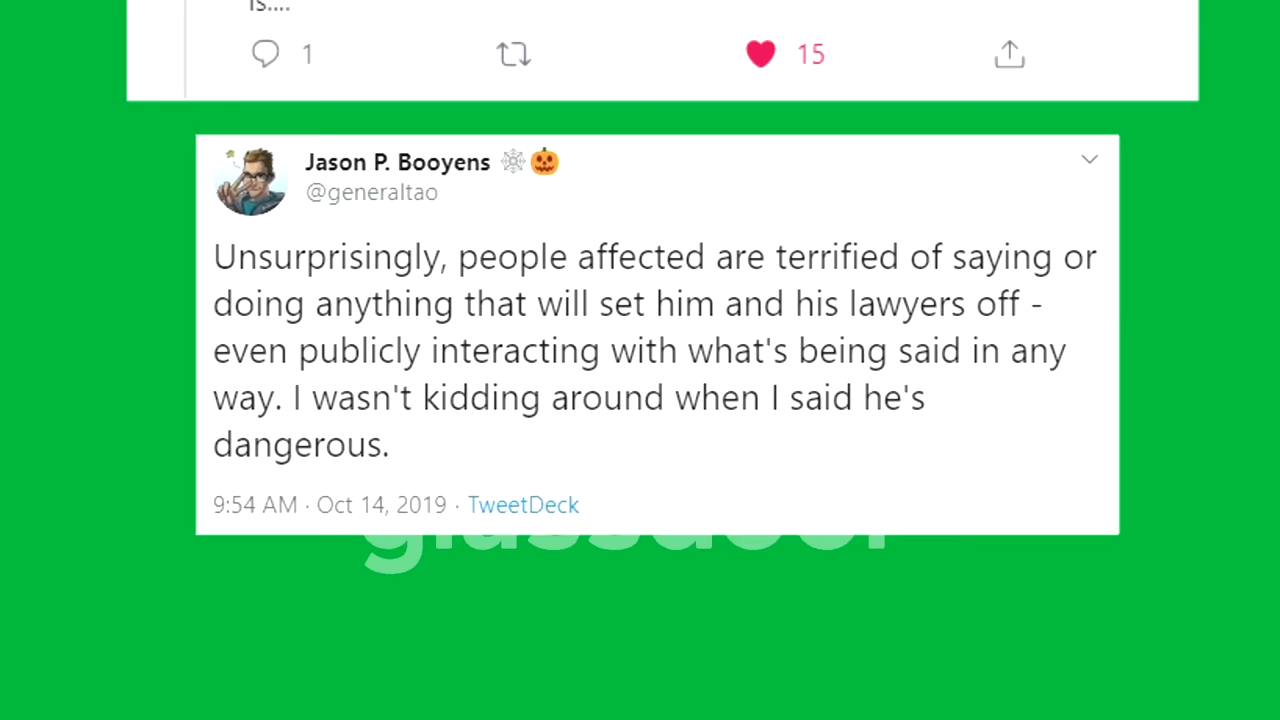 is....
1
15
Jason P. Booyens
@generaltao
Unsurprisingly, people affected are terrified of saying or
doing anything that will set him and his lawyers off -
even publicly interacting with what's being said in any
way. I wasn't kidding around when I said he's
dangerous.
9:54 AM · Oct 14, 2019 · TweetDeck
glassdoor